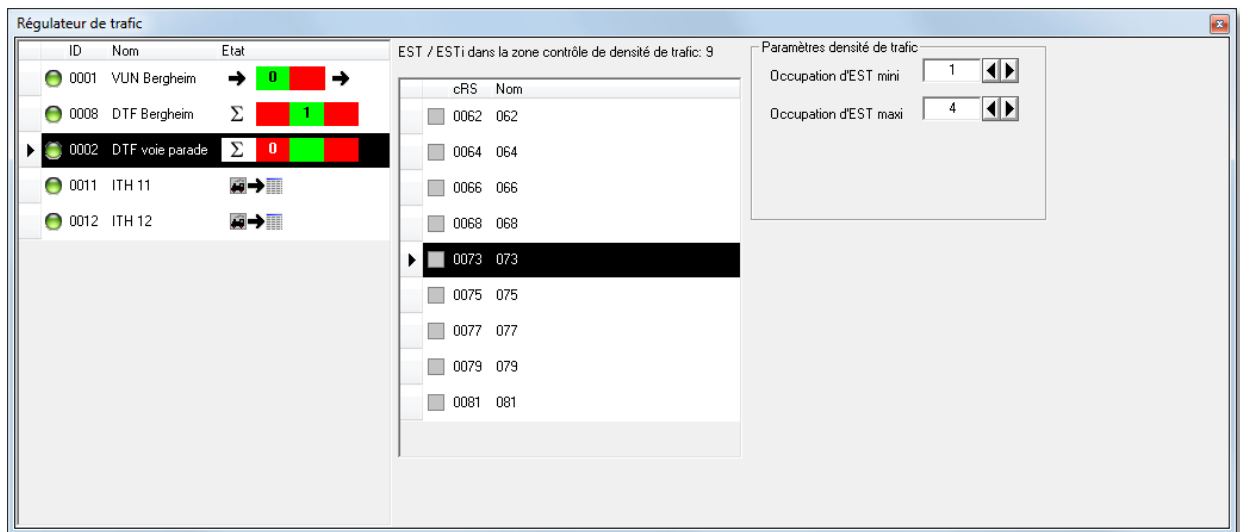 Régulateur de trafic
ID Nom Etat
0001 VUN Bergheim 0
0008 DTF Bergheim Σ 1
0002 DTF voie parade Σ 0
0011 ITH 11
0012 ITH 12
EST / ESTi dans la zone contrôle de densité de trafic: 9
cRS Nom
0062 062
0064 064
0066 066
0068 068
0073 073
0075 075
0077 077
0079 079
0081 081
Paramètres densité de trafic
Occupation d'EST mini 1
Occupation d'EST maxi 4